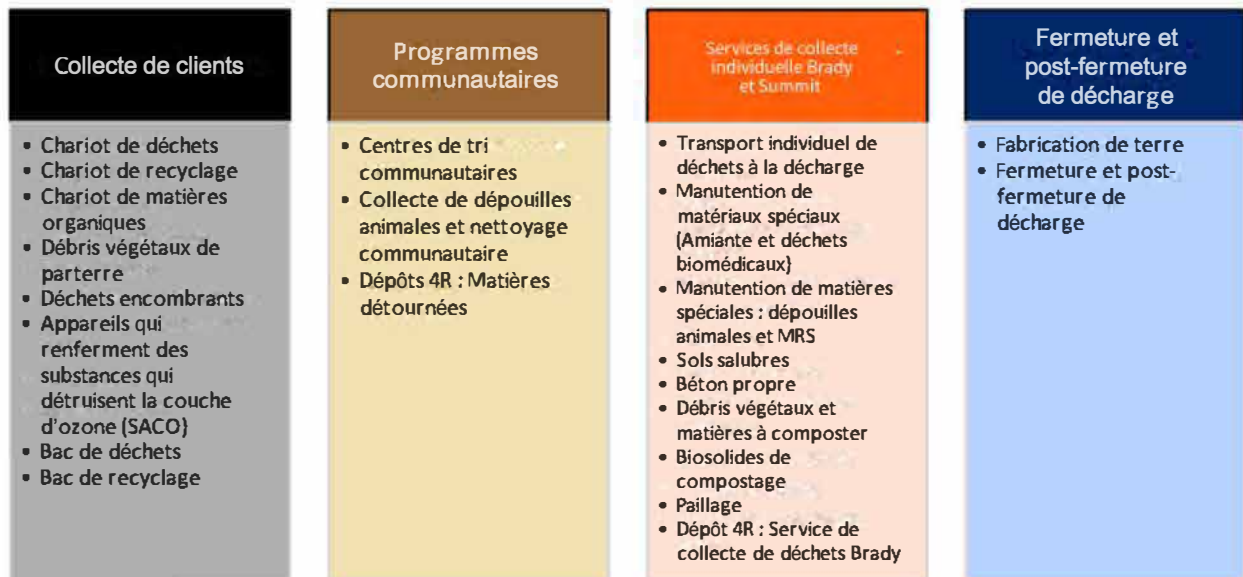 Collecte de clients
• Chariot de déchets
• Chariot de recyclage
• Chariot de matières
organiques
• Débris végétaux de
parterre
• Déchets encombrants
• Appareils qui
renferment des
substances qui
détruisent la couche
d'ozone (SACO)
• Bac de déchets
• Bac de recyclage
Programmes
communautaires
• Centres de tri
communautaires
• Collecte de dépouilles
animales et nettoyage
communautaire
• Dépôts 4R : Matières
détournées
Services de collecte
individuelle Brady
et Summit
• Transport individuel de
déchets à la décharge
• Manutention de
matériaux spéciaux
(Amiante et déchets
biomédicaux)
• Manutention de matières
spéciales : dépouilles
animales et MRS
• Sols salubres
• Béton propre
• Débris végétaux et
matières à composter
• Biosolides de
compostage
• Paillage
• Dépôt 4R : Service de
collecte de déchets Brady
Fermeture et
post-fermeture
de décharge
• Fabrication de terre
• Fermeture et post-
fermeture de
décharge